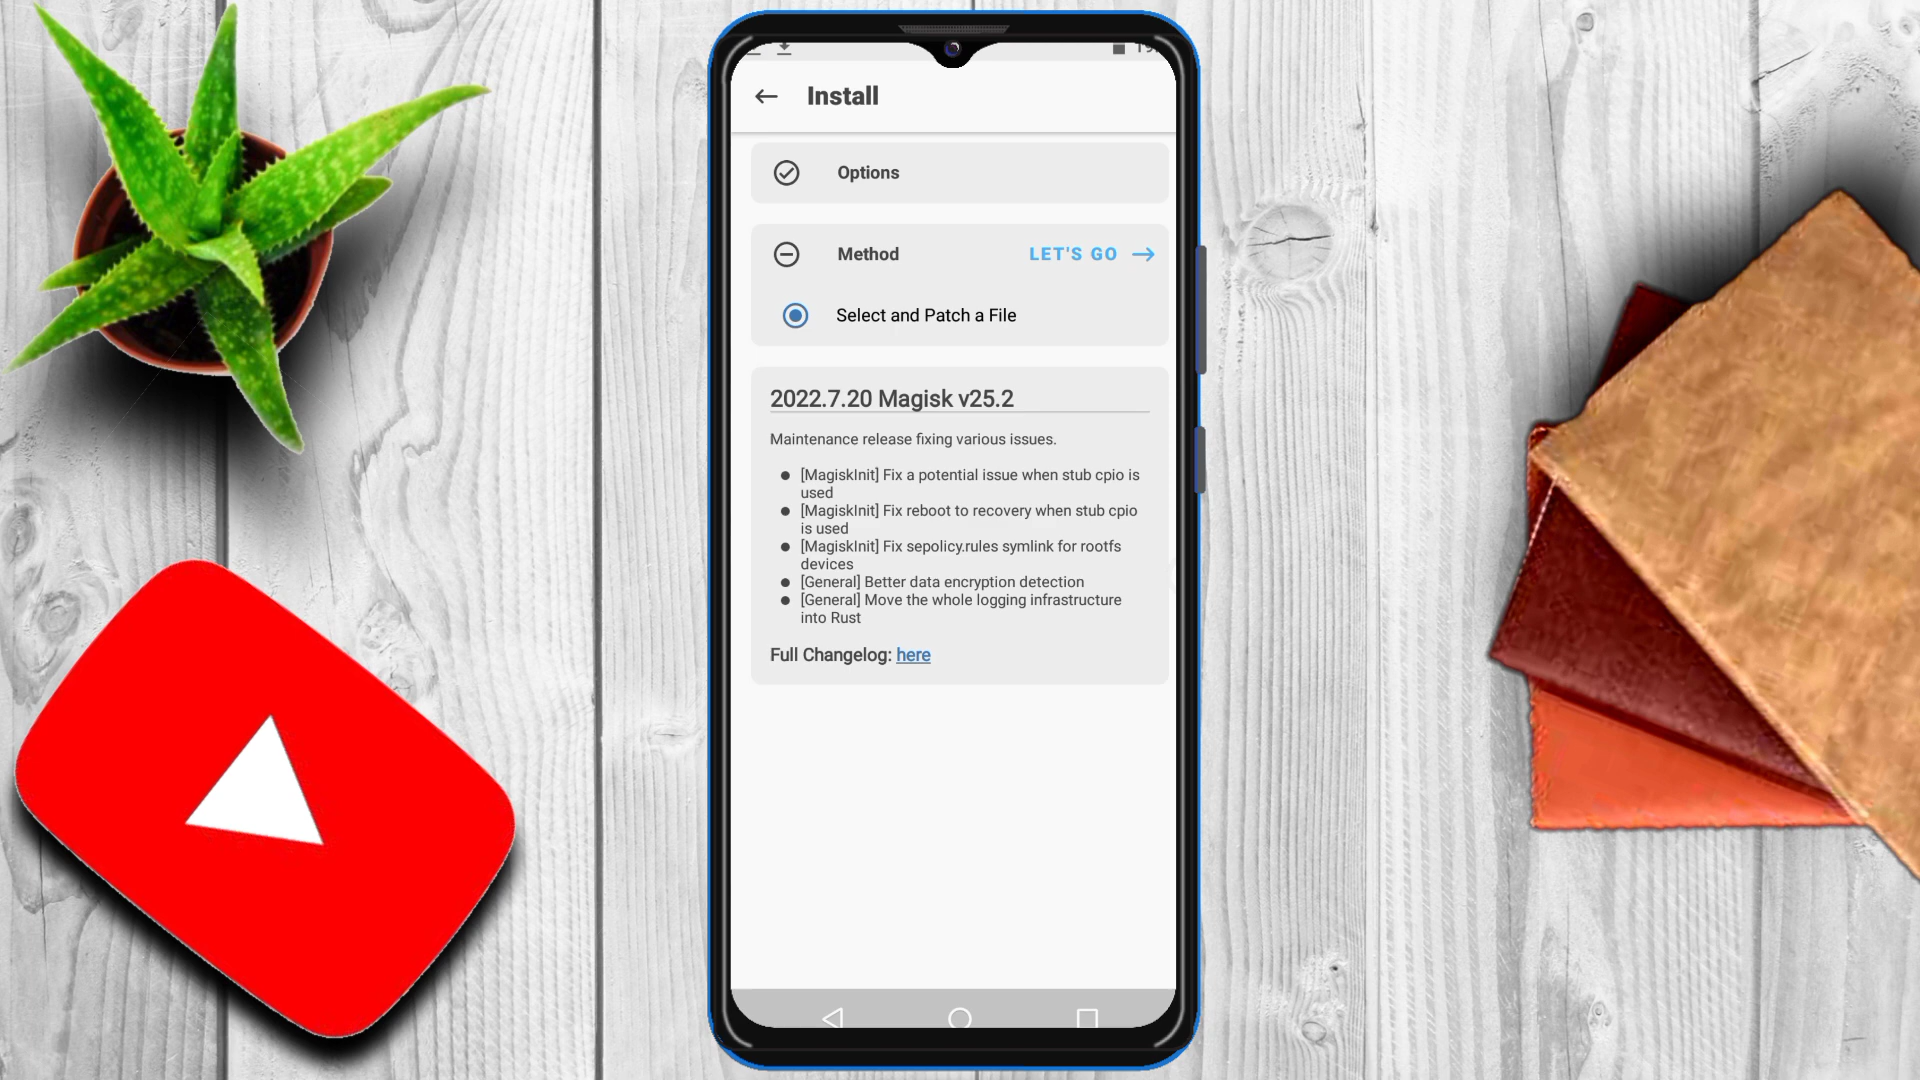 Install
Options
Method
LET'S GO
Select and Patch a File
2022.7.20 Magisk v25.2
Maintenance release fixing various issues.
[MagiskInit] Fix a potential issue when stub cpio is
used
[MagiskInit] Fix reboot to recovery when stub cpio
is used
[MagiskInit] Fix sepolicy.rules symlink for rootfs
devices
[General] Better data encryption detection
[General] Move the whole logging infrastructure
into Rust
Full Changelog: here